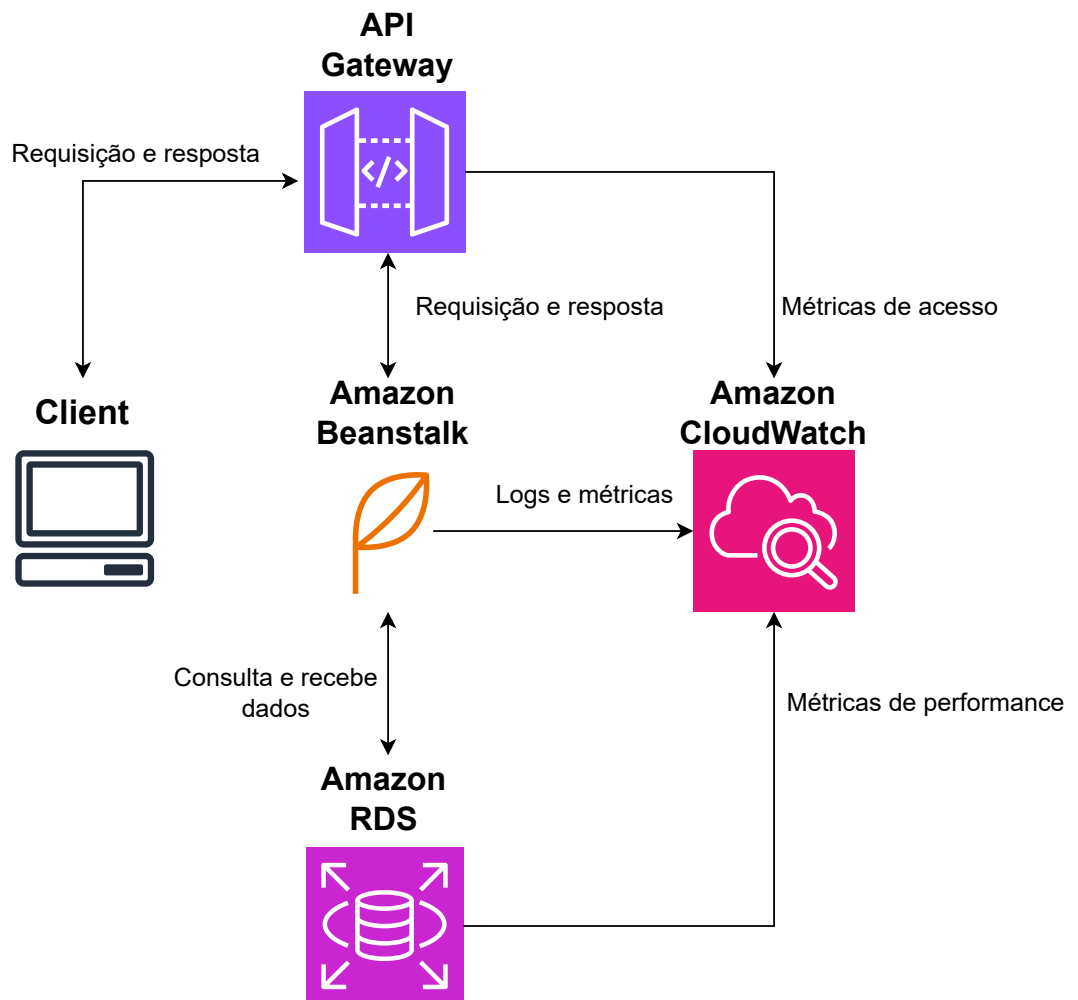 API
Gateway
Requisição e resposta
</>
Requisição e resposta
Métricas de acesso
Client
Amazon
Beanstalk
Amazon
CloudWatch
Logs e métricas
Consulta e recebe
dados
Métricas de performance
Amazon
RDS